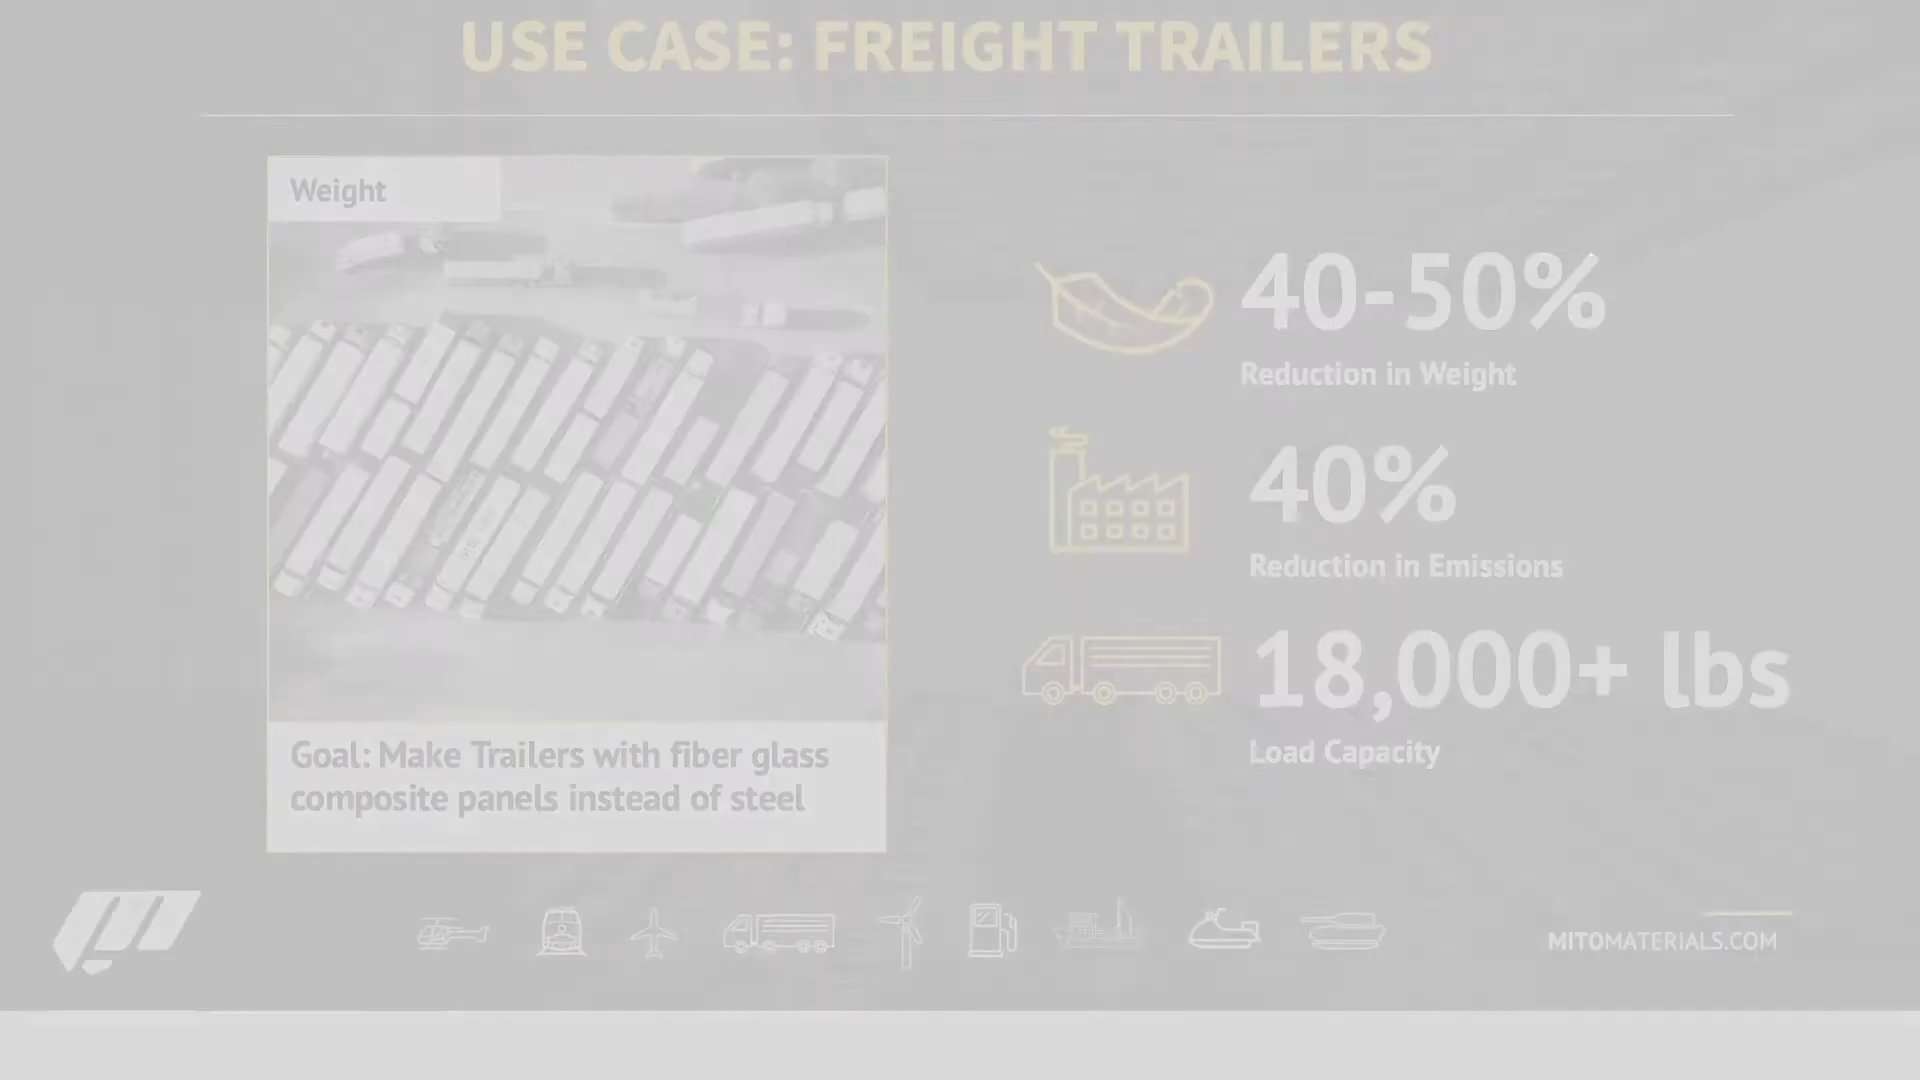 USE CASE: FREIGHT TRAILERS
Weight
40-50%
Reduction in Weight
40%
Reduction in Emissions
18,000+ lbs
Load Capacity
Goal: Make Trailers with fiber glass
composite panels instead of steel
MITOMATERIALS.COM